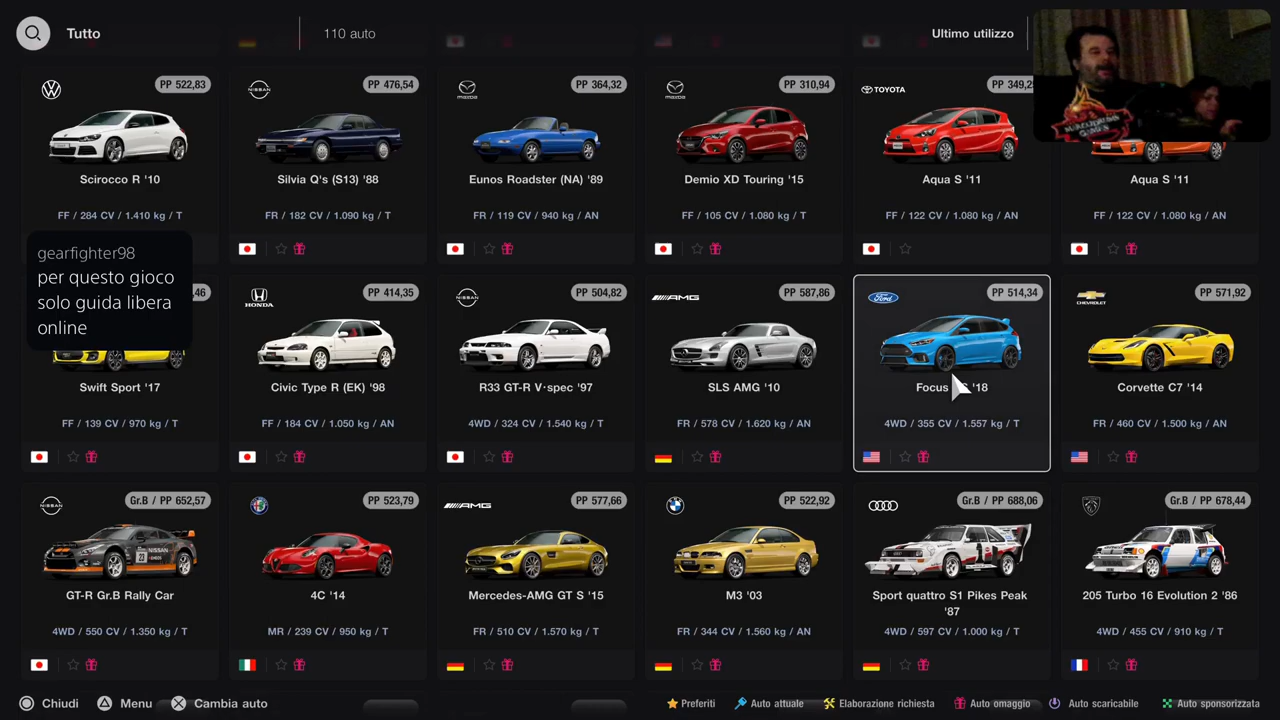 Tutto
110 auto
Ultimo utilizzo
PP 522,83
Scirocco R '10
FF / 284 CV / 1.410 kg / T
NISSAN
PP 476,54
Silvia Q's (S13) '88
FR / 182 CV / 1.090 kg / T
mazda
PP 364,32
Eunos Roadster (NA) '89
FR / 119 CV / 940 kg / AN
mazda
PP 310,94
Demio XD Touring '15
FF / 105 CV / 1.080 kg / T
TOYOTA
Aqua S '11
FF / 122 CV / 1.080 kg / AN
Aqua S '11
FF / 122 CV / 1.080 kg / AN
gearfighter98
per questo gioco
solo guida libera
online
Swift Sport '17
FF / 139 CV / 970 kg / T
HONDA
PP 414,35
Civic Type R (EK) '98
FF / 184 CV / 1.050 kg / AN
NISSAN
PP 504,82
R33 GT-R V·spec '97
4WD / 324 CV / 1.540 kg / T
AMG
PP 587,86
SLS AMG '10
FR / 578 CV / 1.620 kg / AN
Ford
PP 514,34
Focus '18
4WD / 355 CV / 1.557 kg / T
CHEVROLET
PP 571,92
Corvette C7 '14
FR / 460 CV / 1.500 kg / AN
NISSAN
Gr.B / PP 652,57
GT-R Gr.B Rally Car
4WD / 550 CV / 1.350 kg / T
PP 523,79
4C '14
MR / 239 CV / 950 kg / T
AMG
PP 577,66
Mercedes-AMG GT S '15
FR / 510 CV / 1.570 kg / T
PP 522,92
M3 '03
FR / 344 CV / 1.560 kg / AN
Gr.B / PP 688,06
Sport quattro S1 Pikes Peak
'87
4WD / 597 CV / 1.000 kg / T
Gr.B / PP 678,44
205 Turbo 16 Evolution 2 '86
4WD / 455 CV / 910 kg / T
Chiudi
Menu
Cambia auto
Preferiti
Auto attuale
Elaborazione richiesta
Auto omaggio
Auto scaricabile
Auto sponsorizzata